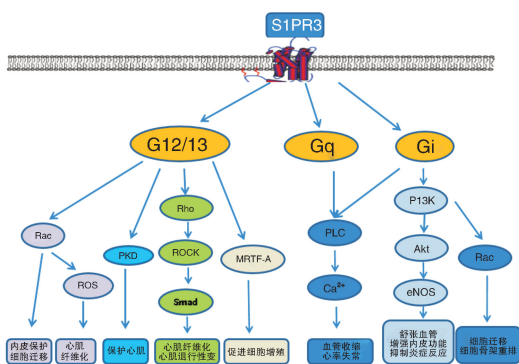 S1PR3
G12/13
Gq
Gi
Rho
P13K
Rac
PLC
PKD
ROCK
MRTF-A
Akt
Rac
ROS
Ca²⁺
Smad
eNOS
内皮保护
细胞迁移
心肌
纤维化
保护心肌
心肌纤维化
心肌退行性变
促进细胞增殖
血管收缩
心率失常
舒张血管
增强内皮功能
抑制炎症反应
细胞迁移
细胞骨架重组